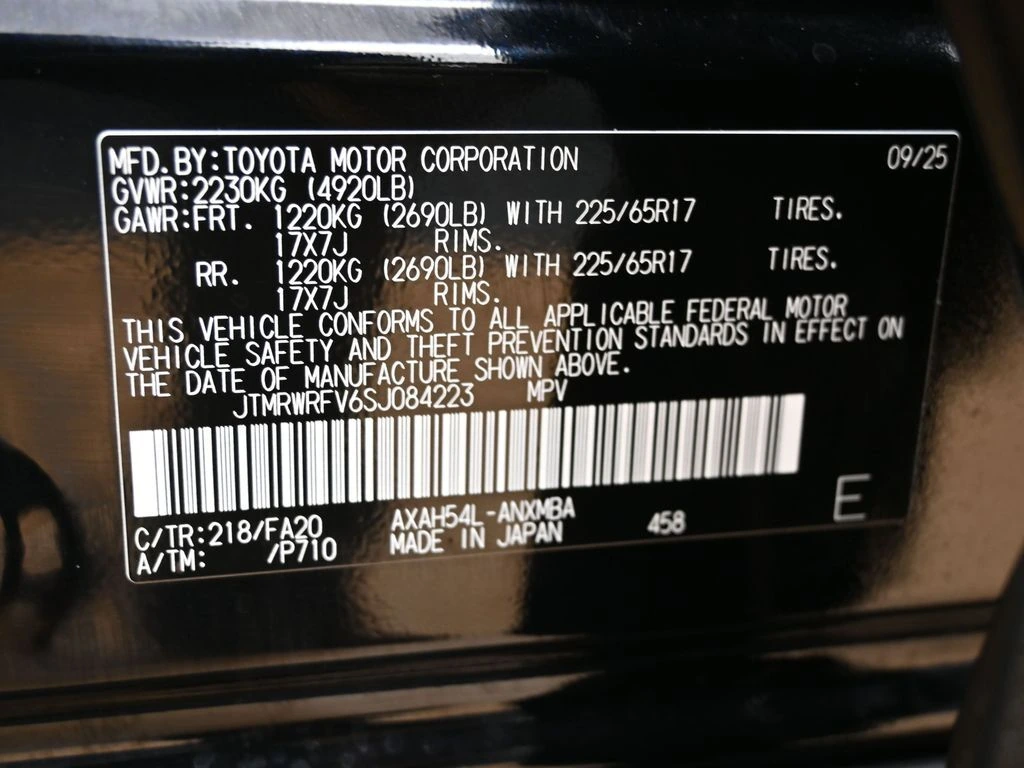 MFD.BY:TOYOTA MOTOR CORPORATION 09/25
GVWR:2230KG (4920LB)
GAWR:FRT. 1220KG (2690LB) WITH 225/65R17 TIRES.
17X7J RIMS.
RR. 1220KG (2690LB) WITH 225/65R17 TIRES.
17X7J RIMS.
THIS VEHICLE CONFORMS TO ALL APPLICABLE FEDERAL MOTOR
VEHICLE SAFETY AND THEFT PREVENTION STANDARDS IN EFFECT ON
THE DATE OF MANUFACTURE SHOWN ABOVE.
JTMRWRFV6SJ084223 MPV
C/TR:218/FA20 AXAH54L-ANXMBA 458 E
A/TM: /P710 MADE IN JAPAN